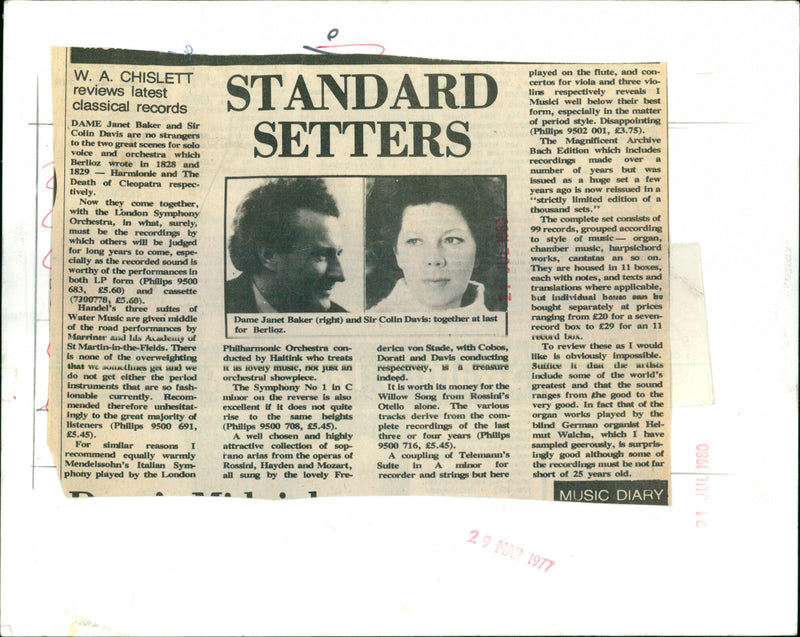 W. A. CHISLETT
reviews latest
classical records
STANDARD
SETTERS
DAME Janet Baker and Sir
Colin Davis are no strangers
to the two great scenes for solo
voice and orchestra which
Berlioz wrote in 1828 and
1829 — Harmionie and The
Death of Cleopatra respec-
tively.
Now they come together,
with the London Symphony
Orchestra, in what, surely,
must be the recordings by
which others will be judged
for long years to come, espe-
cially as the recorded sound is
worthy of the performances in
both LP form (Philips 9500
683, £5.60) and cassette
(7300778, £5.60).
Handel's three suites of
Water Music are given middle
of the road performances by
Marriner and his Academy of
St Martin-in-the-Fields. There
is none of the overweighting
that we sometimes get and we
do not get either the period
instruments that are so fash-
ionable currently. Recom-
mended therefore unhesitat-
ingly to the great majority of
listeners (Philips 9500 691,
£5.45).
For similar reasons I
recommend equally warmly
Mendelssohn's Italian Sym-
phony played by the London
Dame Janet Baker (right) and Sir Colin Davis: together at last
for Berlioz.
Philharmonic Orchestra con-
ducted by Haitink who treats
it as lovely music, not just an
orchestral showpiece.
The Symphony No 1 in C
minor on the reverse is also
excellent if it does not quite
rise to the same heights
(Philips 9500 708, £5.45).
A well chosen and highly
attractive collection of sop-
rano arias from the operas of
Rossini, Hayden and Mozart,
all sung by the lovely Fre-
derica von Stade, with Cobos,
Dorati and Davis conducting
respectively, is a treasure
indeed.
It is worth its money for the
Willow Song from Rossini's
Otello alone. The various
tracks derive from the com-
plete recordings of the last
three or four years (Philips
9500 716, £5.45).
A coupling of Telemann's
Suite in A minor for
recorder and strings but here
played on the flute, and con-
certos for viola and three vio-
lins respectively reveals I
Musici well below their best
form, especially in the matter
of period style. Disappointing
(Philips 9502 001, £3.75).
The Magnificent Archive
Bach Edition which includes
recordings made over a
number of years but was
issued as a huge set a few
years ago is now reissued in a
"strictly limited edition of a
thousand sets."
The complete set consists of
99 records, grouped according
to style of music — organ,
chamber music, harpsichord
works, cantatas an so on.
They are housed in 11 boxes,
each with notes, and texts and
translations where applicable,
but individual boxes can be
bought separately at prices
ranging from £20 for a seven-
record box to £29 for an 11
record box.
To review these as I would
like is obviously impossible.
Suffice it that the artists
include some of the world's
greatest and that the sound
ranges from the good to the
very good. In fact that of the
organ works played by the
blind German organist Hel-
mut Walcha, which I have
sampled geerously, is surpris-
ingly good although some of
the recordings must be not far
short of 25 years old.
MUSIC DIARY
21 JUL 1980
21 JUL 1980
29 MAR 1977